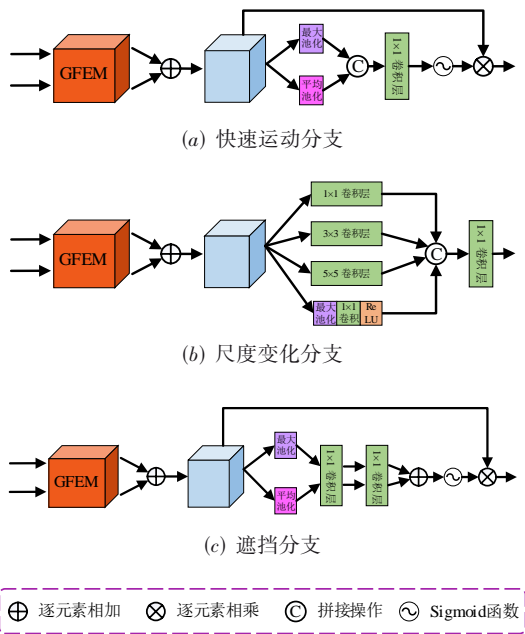 GFEM
最大
池化
平均
池化
C
1×1 卷积层
(a) 快速运动分支
GFEM
1×1 卷积层
3×3 卷积层
5×5 卷积层
最大
池化
1×1
卷积
Re
LU
C
1×1 卷积层
(b) 尺度变化分支
GFEM
最大
池化
平均
池化
1×1 卷积层
1×1 卷积层
(c) 遮挡分支
逐元素相加 逐元素相乘 C 拼接操作 Sigmoid函数